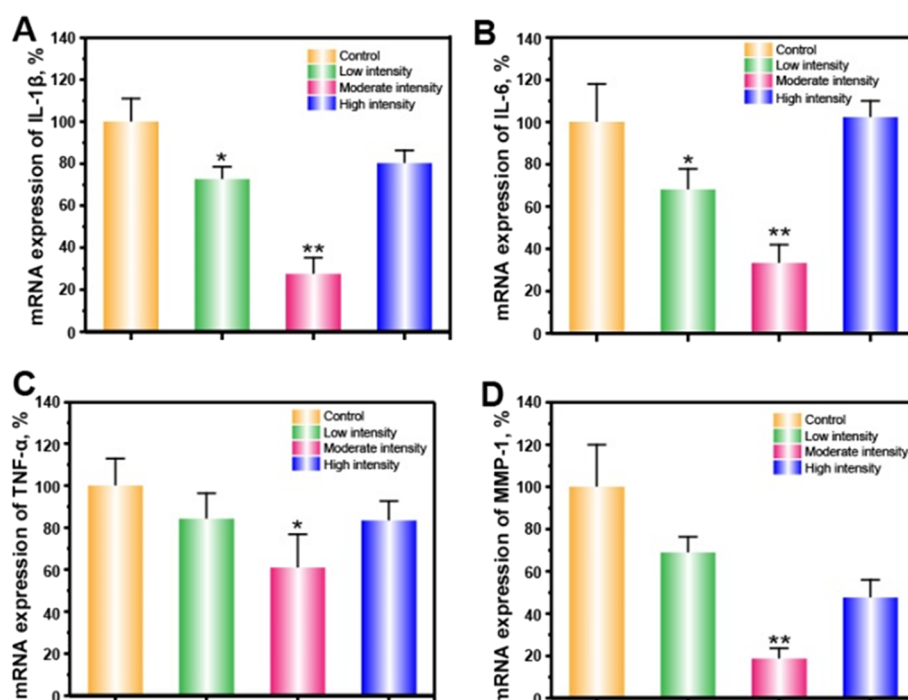 A
mRNA expression of IL-1β, %
140
120
100
80
60
40
20
0
Control
Low intensity
Moderate intensity
High intensity
*
**
B
mRNA expression of IL-6, %
140
120
100
80
60
40
20
0
Control
Low intensity
Moderate intensity
High intensity
*
**
C
mRNA expression of TNF-α, %
140
120
100
80
60
40
20
0
Control
Low intensity
Moderate intensity
High intensity
*
D
mRNA expression of MMP-1, %
140
120
100
80
60
40
20
0
Control
Low intensity
Moderate intensity
High intensity
**